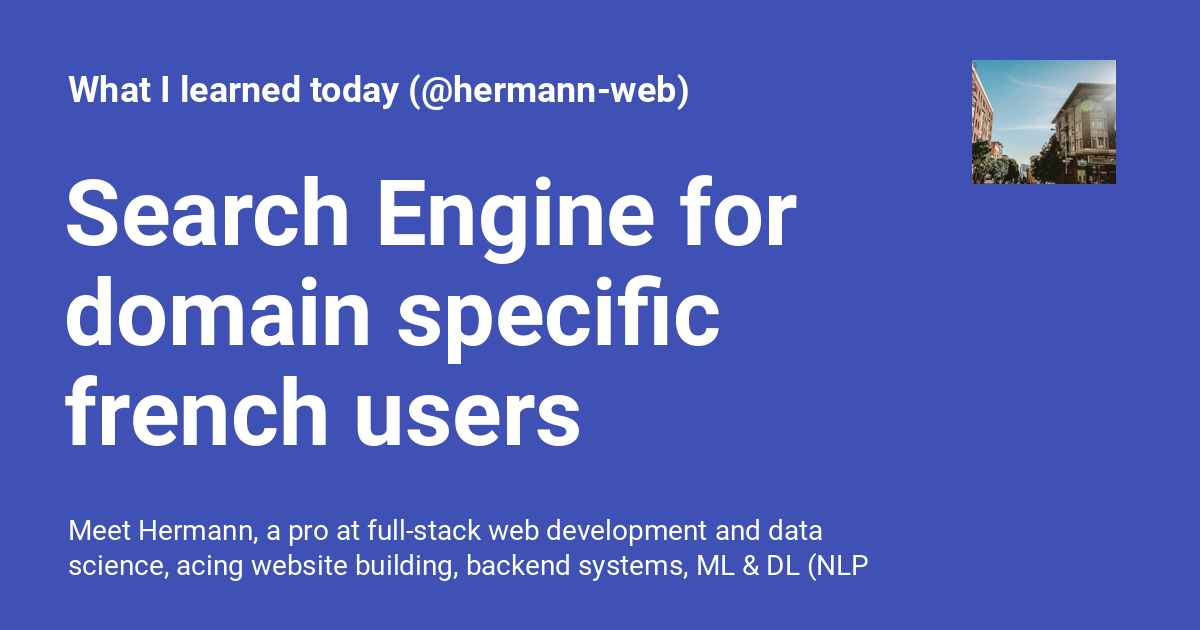 What I learned today (@hermann-web)
Search Engine for
domain specific
french users
Meet Hermann, a pro at full-stack web development and data
science, acing website building, backend systems, ML & DL (NLP